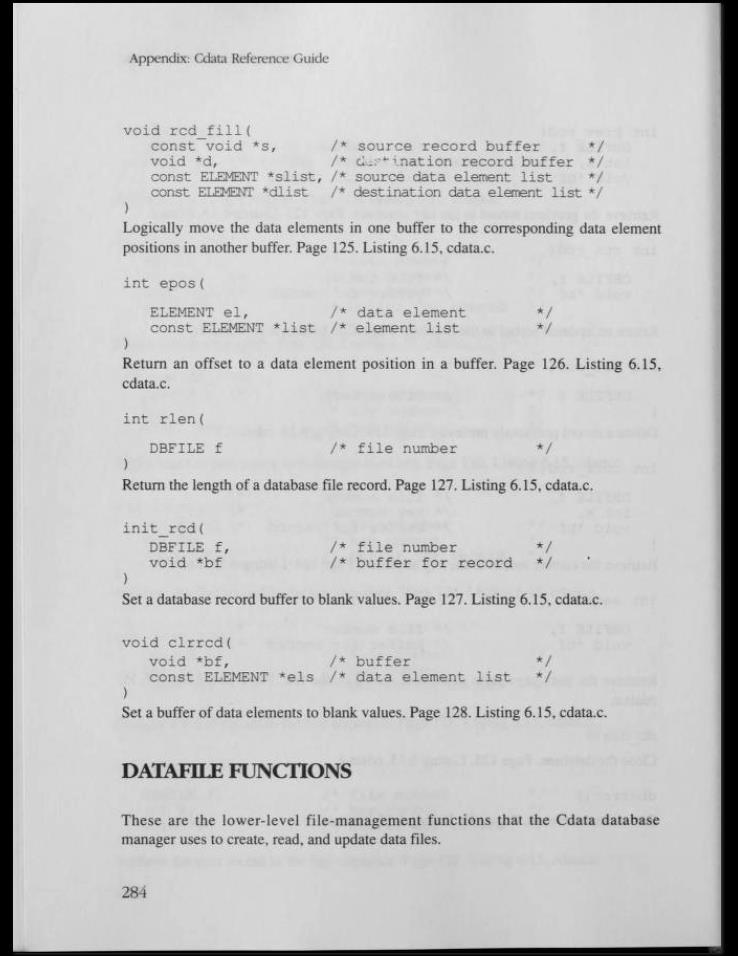 Appendix: Cdata Reference Guide
void rcd_fill(
const void *s, /* source record buffer */
void *d, /* destination record buffer */
const ELEMENT *slist, /* source data element list */
const ELEMENT *dlist /* destination data element list */
)
Logically move the data elements in one buffer to the corresponding data element
positions in another buffer. Page 125. Listing 6.15, cdata.c.
int epos(
ELEMENT el, /* data element */
const ELEMENT *list /* element list */
)
Return an offset to a data element position in a buffer. Page 126. Listing 6.15,
cdata.c.
int rlen(
DBFILE f /* file number */
)
Return the length of a database file record. Page 127. Listing 6.15, cdata.c.
init_rcd(
DBFILE f, /* file number */
void *bf /* buffer for record */
)
Set a database record buffer to blank values. Page 127. Listing 6.15, cdata.c.
void clrrcd(
void *bf, /* buffer */
const ELEMENT *els /* data element list */
)
Set a buffer of data elements to blank values. Page 128. Listing 6.15, cdata.c.
DATAFILE FUNCTIONS
These are the lower-level file-management functions that the Cdata database
manager uses to create, read, and update data files.
284